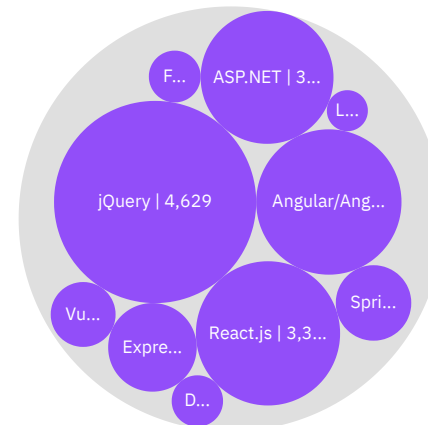 F...
ASP.NET | 3...
L...
jQuery | 4,629
Angular/Ang...
Spri...
Vu...
React.js | 3,3...
Expre...
D...